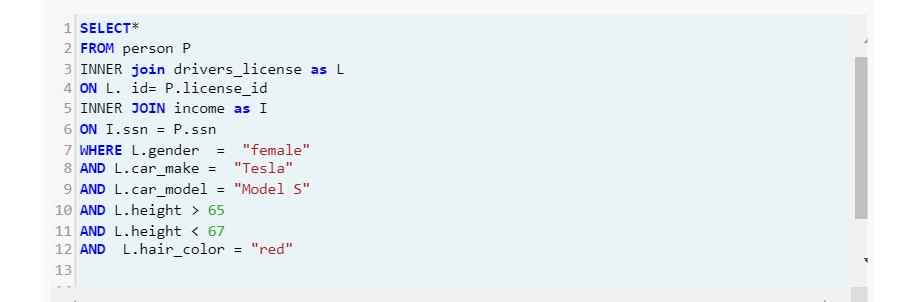 1 SELECT*
2 FROM person P
3 INNER join drivers_license as L
4 ON L. id= P.license_id
5 INNER JOIN income as I
6 ON I.ssn = P.ssn
7 WHERE L.gender  =  "female"
8 AND L.car_make =  "Tesla"
9 AND L.car_model = "Model S"
10 AND L.height > 65
11 AND L.height < 67
12 AND  L.hair_color = "red"
13